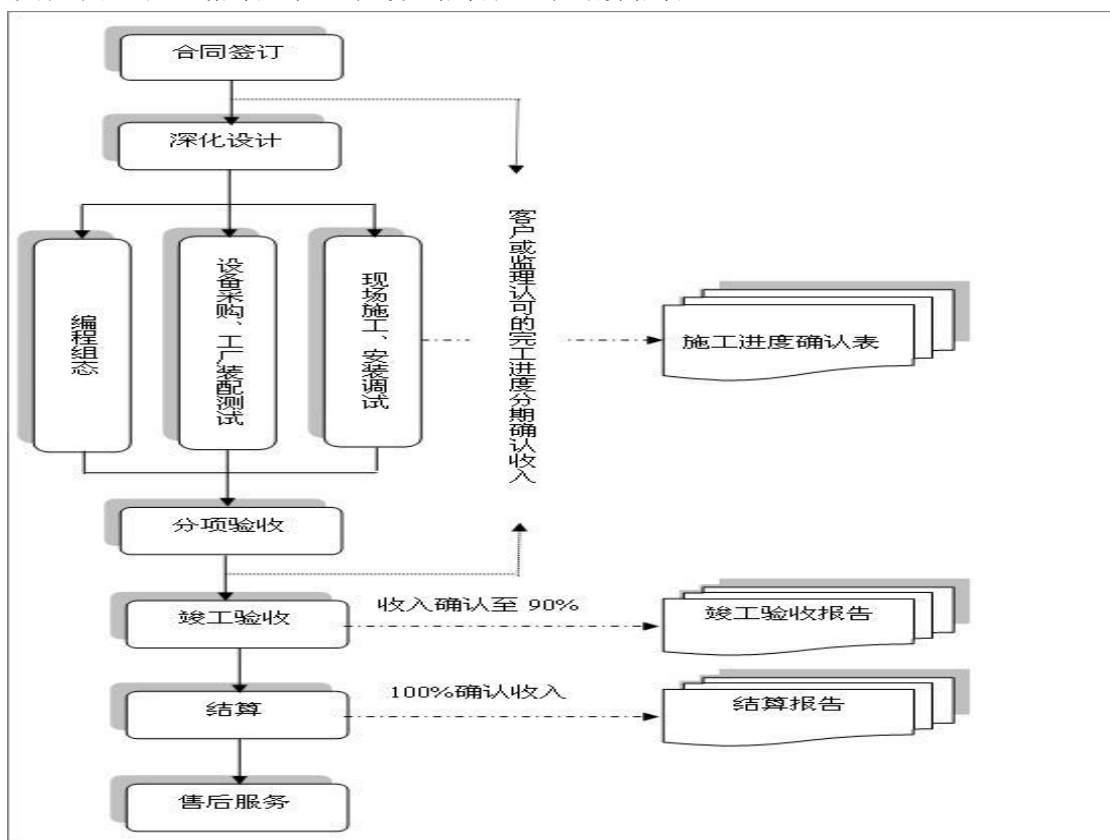 合同签订
深化设计
编程组态
设备采购、工厂装配测试
现场施工、安装调试
客户或监理认可的完工进度分期确认收入
施工进度确认表
分项验收
竣工验收
收入确认至 90%
竣工验收报告
结算
100%确认收入
结算报告
售后服务